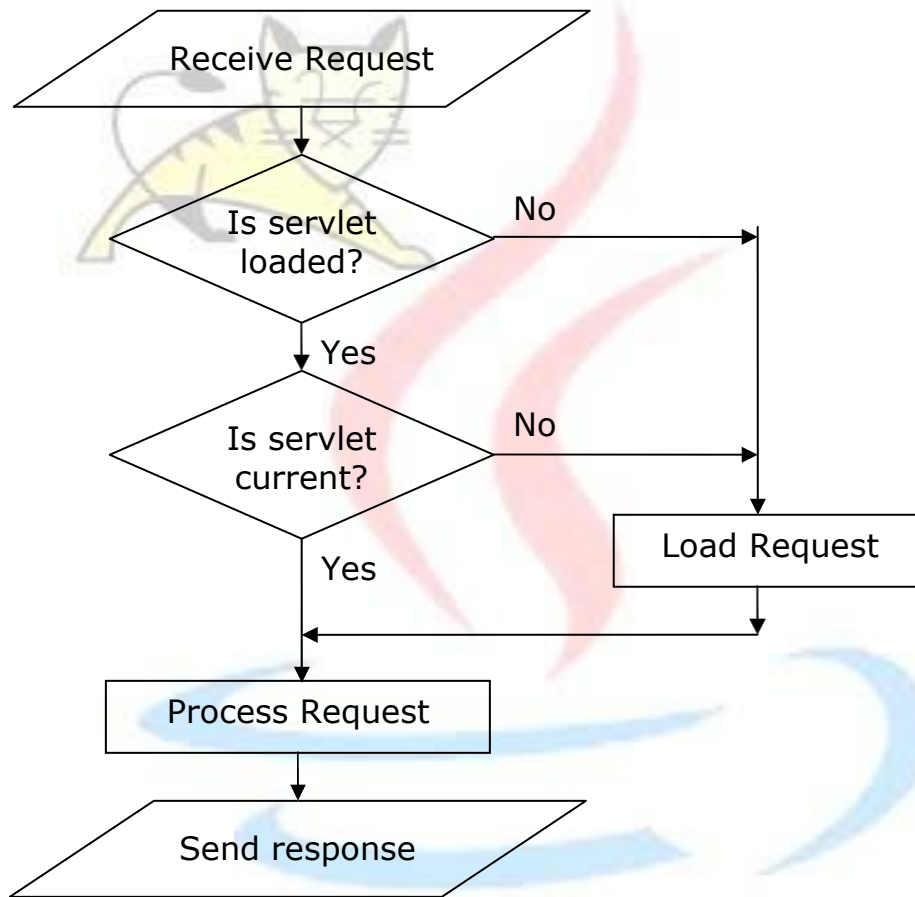 Receive Request
Is servlet
loaded?
No
Yes
Is servlet
current?
No
Load Request
Yes
Process Request
Send response